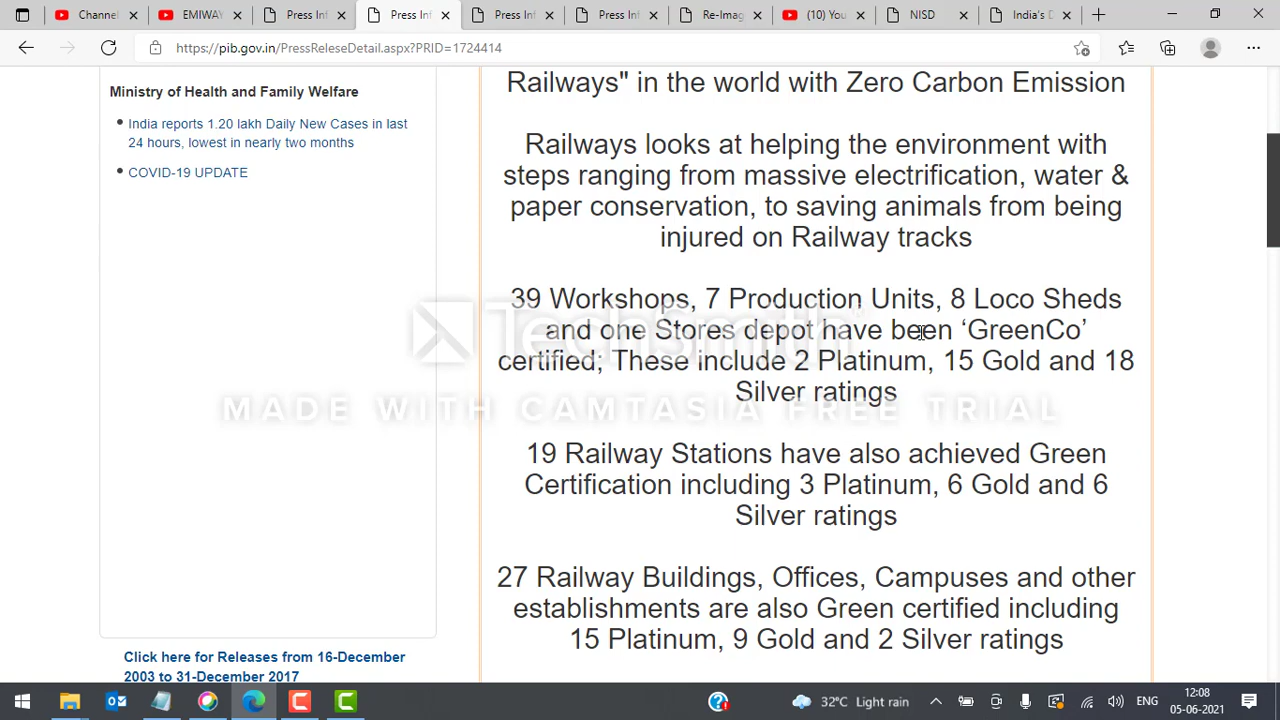 Channel
EMIWAY
Press Inf
Press Inf
Press Inf
Press Inf
Re-Imag
(10) You
NISD
India's D
https://pib.gov.in/PressReleseDetail.aspx?PRID=1724414
Ministry of Health and Family Welfare
India reports 1.20 lakh Daily New Cases in last
24 hours, lowest in nearly two months
COVID-19 UPDATE
Click here for Releases from 16-December
2003 to 31-December 2017
Railways" in the world with Zero Carbon Emission
Railways looks at helping the environment with
steps ranging from massive electrification, water &
paper conservation, to saving animals from being
injured on Railway tracks
39 Workshops, 7 Production Units, 8 Loco Sheds
and one Stores depot have been ‘GreenCo’
certified; These include 2 Platinum, 15 Gold and 18
Silver ratings
19 Railway Stations have also achieved Green
Certification including 3 Platinum, 6 Gold and 6
Silver ratings
27 Railway Buildings, Offices, Campuses and other
establishments are also Green certified including
15 Platinum, 9 Gold and 2 Silver ratings
TechSmith
MADE WITH CAMTASIA FREE TRIAL
32°C Light rain
ENG
12:08
05-06-2021